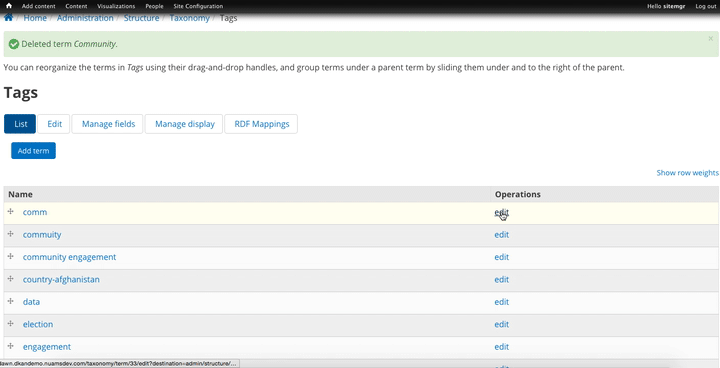 Add content Content Visualizations People Site Configuration Hello sitemgr Log out
Home / Administration / Structure / Taxonomy / Tags
Deleted term Community.
×
You can reorganize the terms in Tags using their drag-and-drop handles, and group terms under a parent term by sliding them under and to the right of the parent.
Tags
List Edit Manage fields Manage display RDF Mappings
Add term
Show row weights
Name Operations
comm edit
commuity edit
community engagement edit
country-afghanistan edit
data edit
election edit
engagement edit
dawn.dkandemo.nuamsdev.com/taxonomy/term/33/edit?destination=admin/structure/...